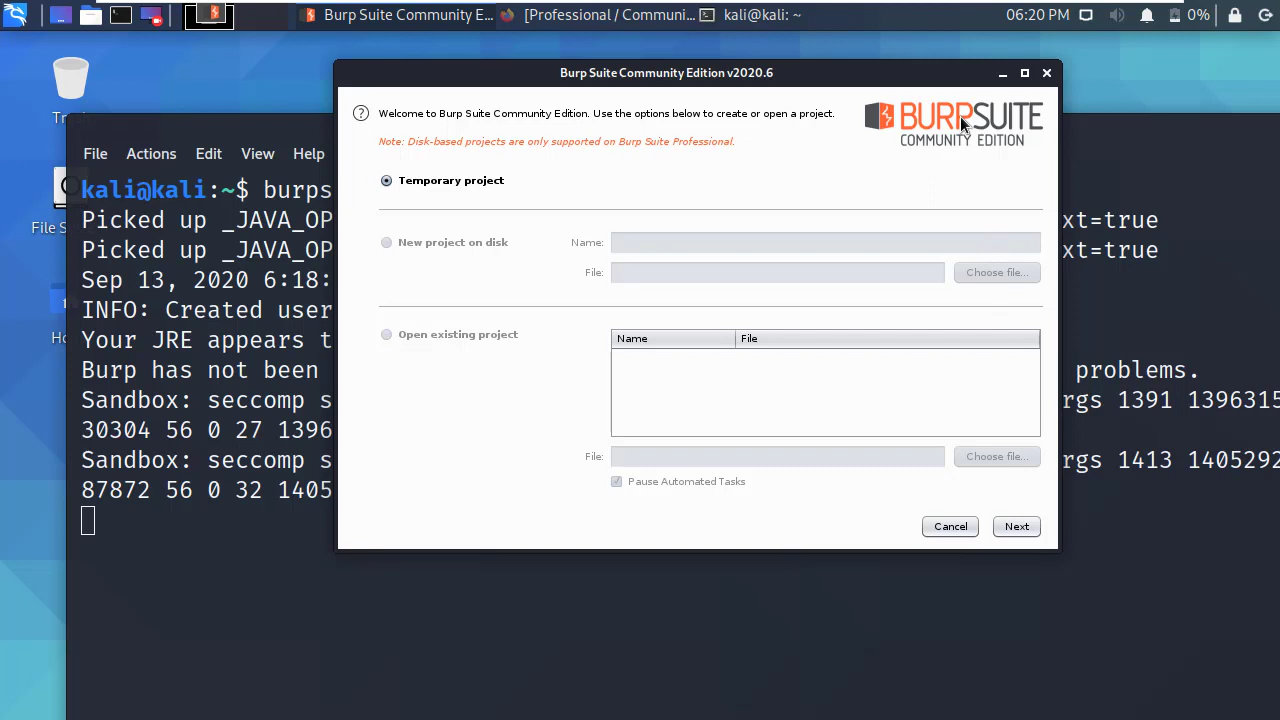 Burp Suite Community E...
[Professional / Communi...
kali@kali: ~
06:20 PM
0%
Burp Suite Community Edition v2020.6
Welcome to Burp Suite Community Edition. Use the options below to create or open a project.
BURPSUITE
COMMUNITY EDITION
Note: Disk-based projects are only supported on Burp Suite Professional.
Temporary project
New project on disk
Name:
File:
Choose file...
Open existing project
Name
File
File:
Choose file...
Pause Automated Tasks
Cancel
Next
File
Actions
Edit
View
Help
kali@kali:~$ burps
Picked up _JAVA_OP xt=true
Picked up _JAVA_OP xt=true
Sep 13, 2020 6:18:
INFO: Created user
Your JRE appears t
Burp has not been problems.
Sandbox: seccomp s rgs 1391 1396315
30304 56 0 27 1396
Sandbox: seccomp s rgs 1413 1405292
87872 56 0 32 1405
File S